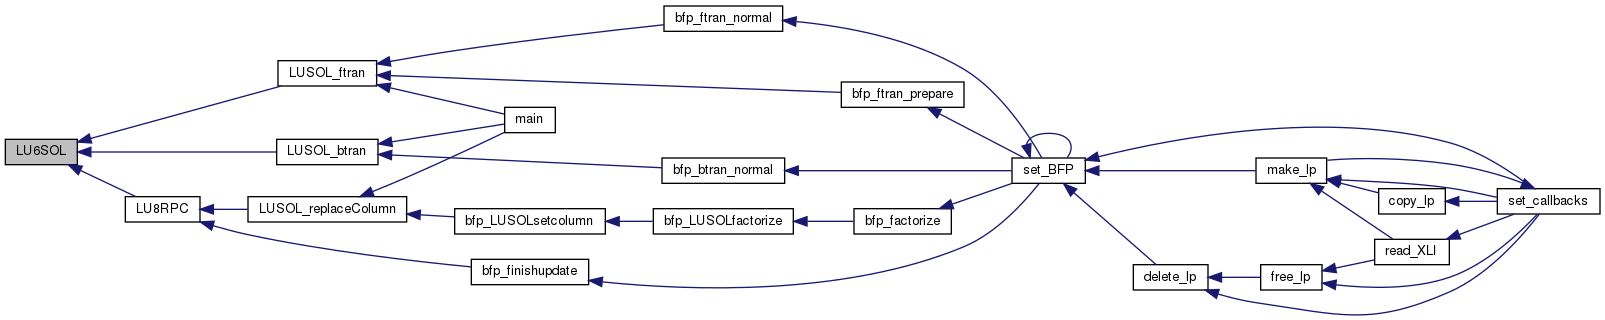 bfp_ftran_normal
LUSOL_ftran
bfp_ftran_prepare
main
LU6SOL
LUSOL_btran
bfp_btran_normal
set_BFP
make_lp
copy_lp
set_callbacks
LU8RPC
LUSOL_replaceColumn
bfp_LUSOLsetcolumn
bfp_LUSOLfactorize
bfp_factorize
read_XLI
bfp_finishupdate
delete_lp
free_lp